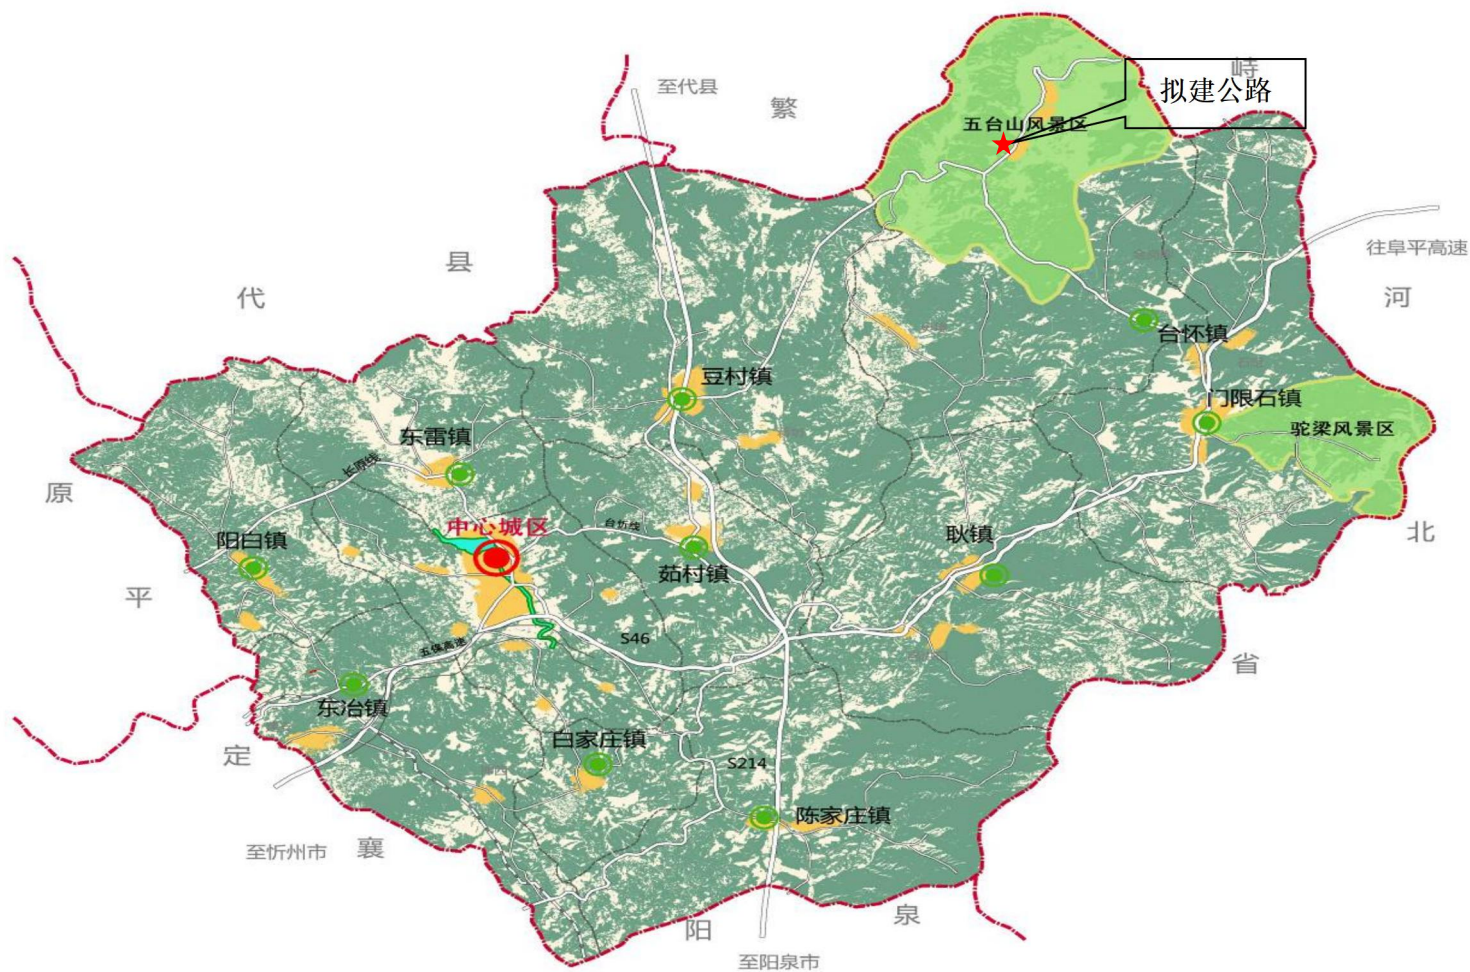 至代县
繁
峙
拟建公路
五台山风景区
往阜平高速
代
县
河
台怀镇
豆村镇
门限石镇
驼梁风景区
东雷镇
长原线
原
中心城区
台忻线
耿镇
北
阳白镇
茹村镇
平
S46
五保高速
省
东冶镇
定
白家庄镇
S214
陈家庄镇
至忻州市
襄
阳
泉
至阳泉市